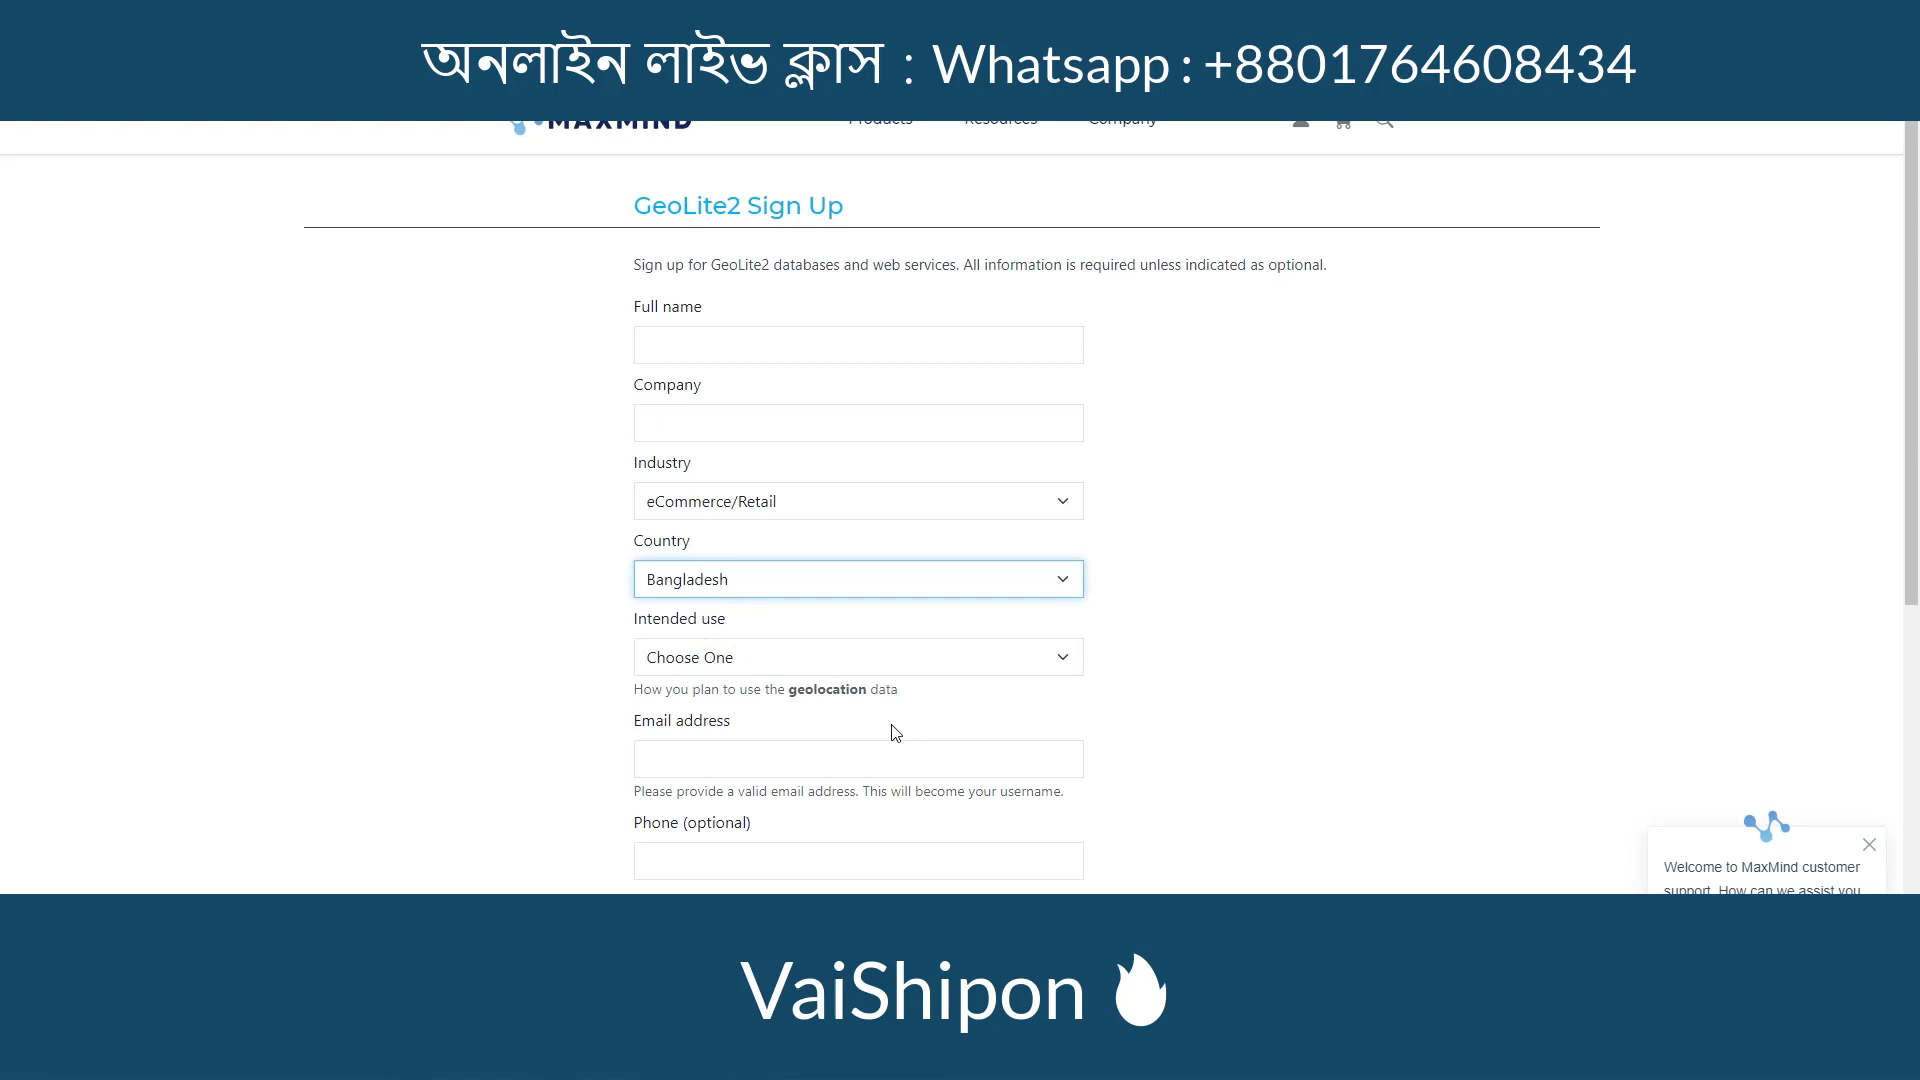 অনলাইন লাইভ ক্লাস : Whatsapp : +8801764608434
MAXMIND Products Resources Company
GeoLite2 Sign Up
Sign up for GeoLite2 databases and web services. All information is required unless indicated as optional.
Full name
Company
Industry
eCommerce/Retail
Country
Bangladesh
Intended use
Choose One
How you plan to use the geolocation data
Email address
Please provide a valid email address. This will become your username.
Phone (optional)
Welcome to MaxMind customer
support. How can we assist you
VaiShipon